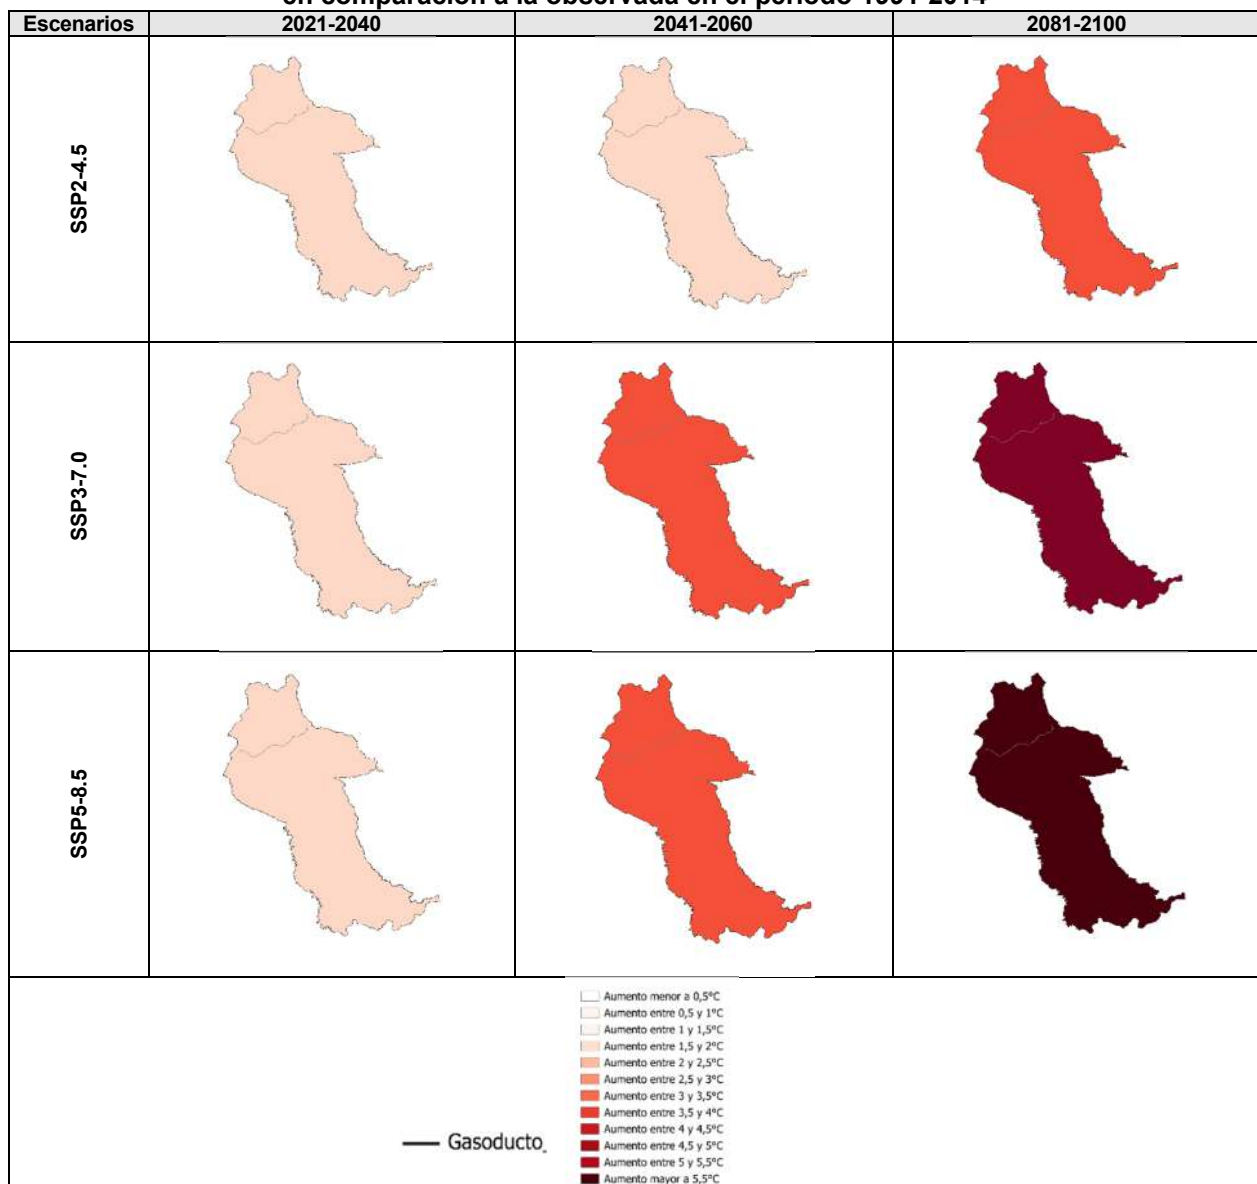 en comparación a la observada en el período 1991-2014
Escenarios 2021-2040 2041-2060 2081-2100
SSP2-4.5
SSP3-7.0
SSP5-8.5
Aumento menor a 0,5°C
Aumento entre 0,5 y 1°C
Aumento entre 1 y 1,5°C
Aumento entre 1,5 y 2°C
Aumento entre 2 y 2,5°C
Aumento entre 2,5 y 3°C
Aumento entre 3 y 3,5°C
Aumento entre 3,5 y 4°C
Aumento entre 4 y 4,5°C
Aumento entre 4,5 y 5°C
Aumento entre 5 y 5,5°C
Aumento mayor a 5,5°C
Gasoducto